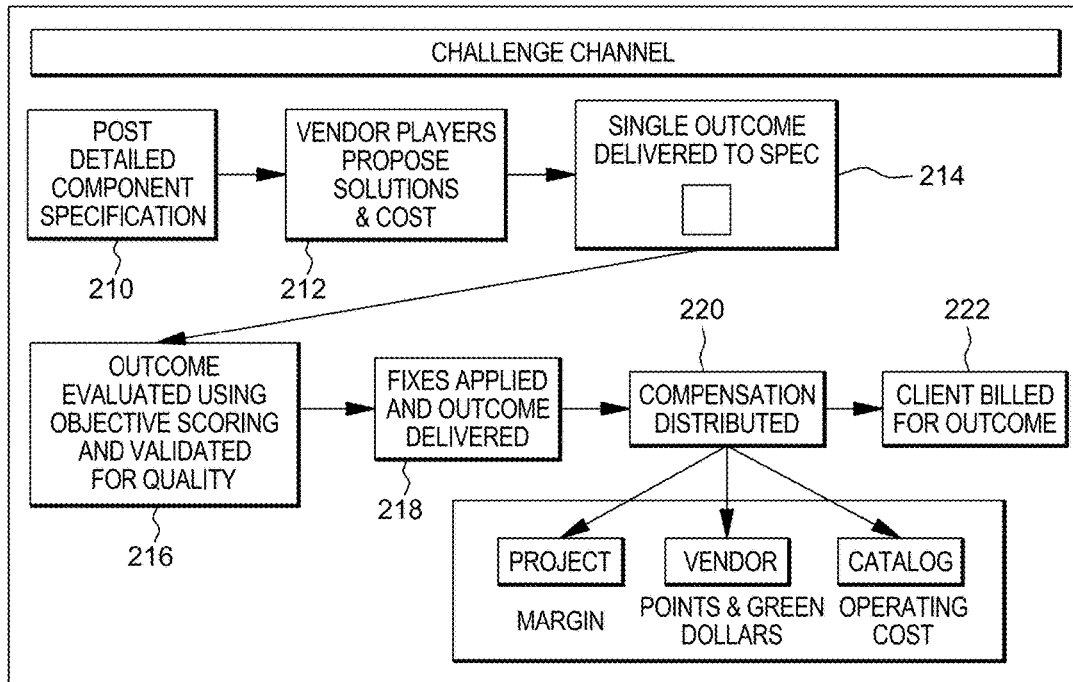 CHALLENGE CHANNEL
POST
DETAILED
COMPONENT
SPECIFICATION
210
VENDOR PLAYERS
PROPOSE
SOLUTIONS
& COST
212
SINGLE OUTCOME
DELIVERED TO SPEC
214
OUTCOME
EVALUATED USING
OBJECTIVE SCORING
AND VALIDATED
FOR QUALITY
216
FIXES APPLIED
AND OUTCOME
DELIVERED
218
220
COMPENSATION
DISTRIBUTED
222
CLIENT BILLED
FOR OUTCOME
PROJECT
MARGIN
VENDOR
POINTS & GREEN
DOLLARS
CATALOG
OPERATING
COST